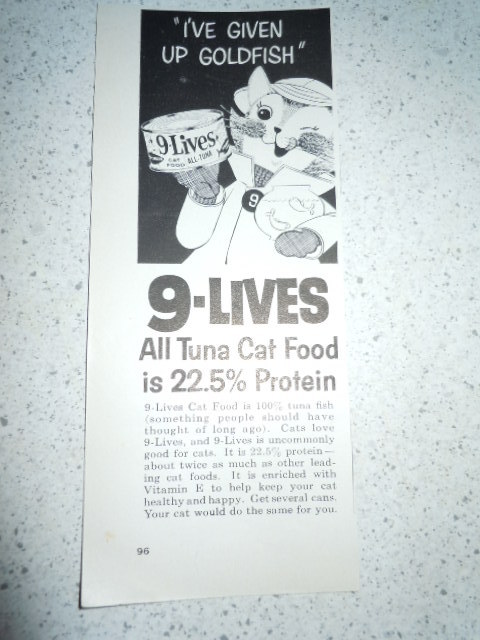 "I'VE GIVEN
UP GOLDFISH"
9-Lives
CAT
FOOD ALL-TUNA
9
9-LIVES
All Tuna Cat Food
is 22.5% Protein
9-Lives Cat Food is 100% tuna fish
(something people should have
thought of long ago). Cats love
9-Lives, and 9-Lives is uncommonly
good for cats. It is 22.5% protein—
about twice as much as other lead-
ing cat foods. It is enriched with
Vitamin E to help keep your cat
healthy and happy. Get several cans.
Your cat would do the same for you.
96